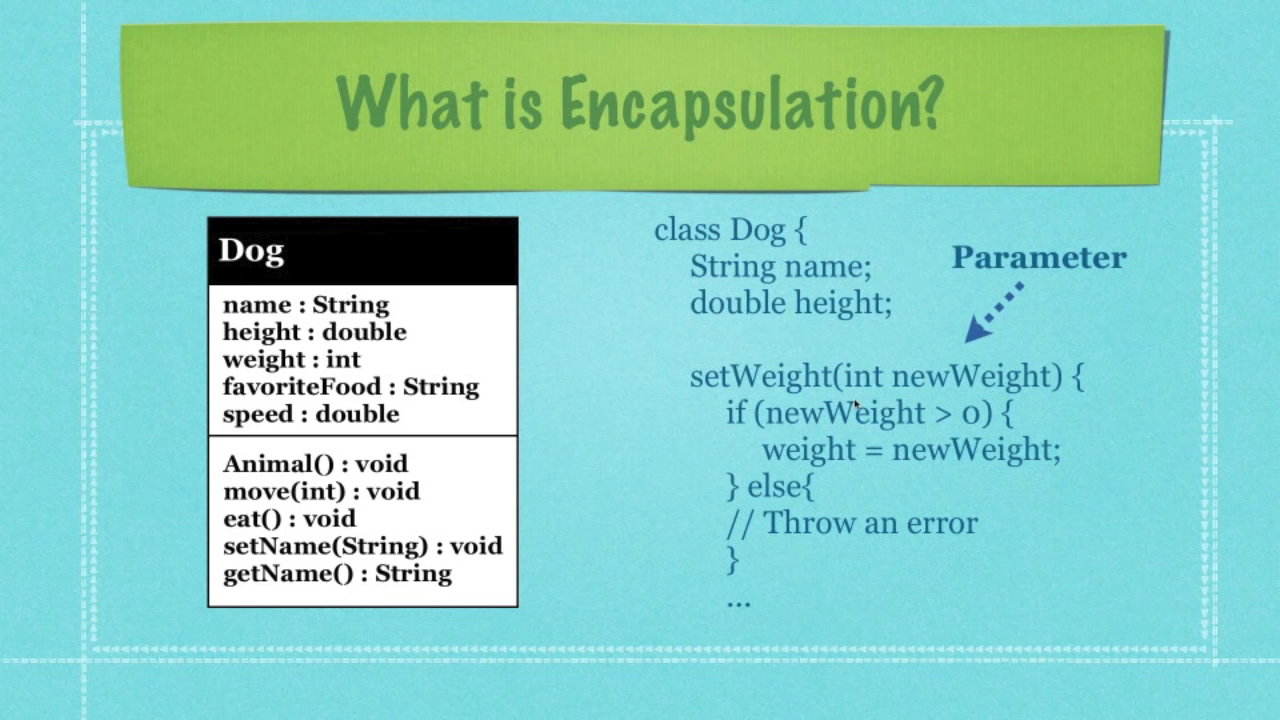 What is Encapsulation?
Dog
name : String
height : double
weight : int
favoriteFood : String
speed : double
Animal() : void
move(int) : void
eat() : void
setName(String) : void
getName() : String
class Dog {
String name;
double height;
Parameter
setWeight(int newWeight) {
if (newWeight > 0) {
weight = newWeight;
} else{
// Throw an error
}
...